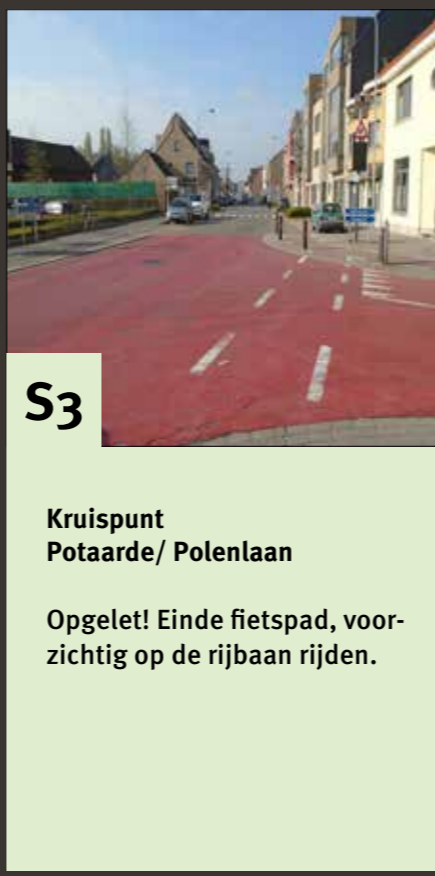 S3
Kruispunt
Potaarde/ Polenlaan
Opgelet! Einde fietspad, voor-
zichtig op de rijbaan rijden.